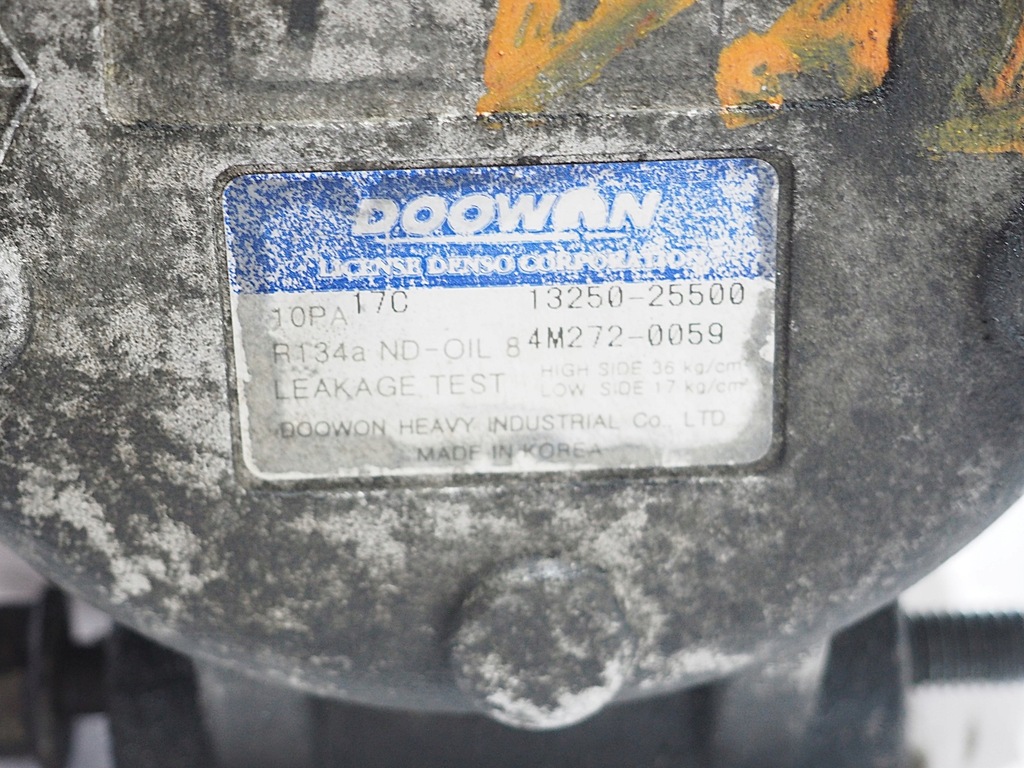 DOOWON
LICENSE DENSO CORPORATION
10PA17C 13250-25500
R134a ND-OIL 8 4M272-0059
LEAKAGE TEST HIGH SIDE 36 kg/cm²
LOW SIDE 17 kg/cm²
DOOWON HEAVY INDUSTRIAL Co., LTD
MADE IN KOREA